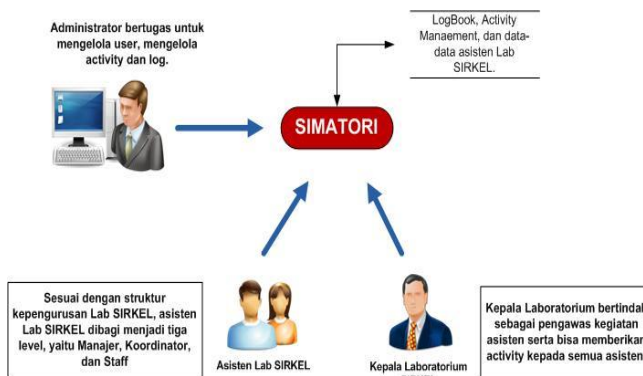 Administrator bertugas untuk
mengelola user, mengelola
activity dan log.
LogBook, Activity
Manaement, dan data-
data asisten Lab
SIRKEL.
SIMATORI
Sesuai dengan struktur
kepengurusan Lab SIRKEL, asisten
Lab SIRKEL dibagi menjadi tiga
level, yaitu Manajer, Koordinator,
dan Staff
Asisten Lab SIRKEL
Kepala Laboratorium
Kepala Laboratorium bertindak
sebagai pengawas kegiatan
asisten serta bisa memberikan
activity kepada semua asisten